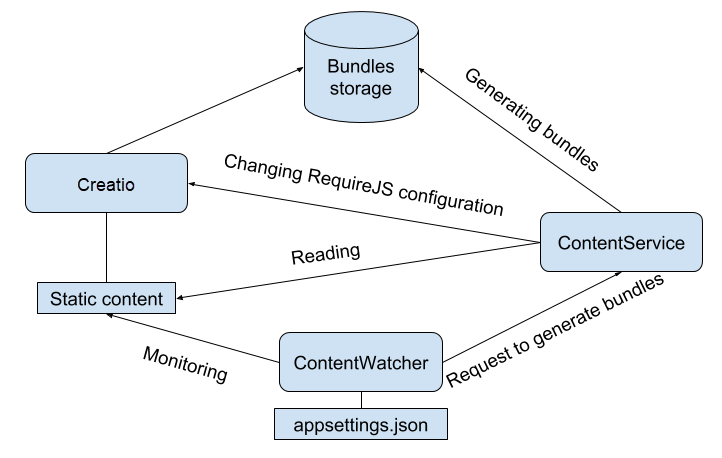 Bundles
storage
Generating bundles
Creatio
Changing RequireJS configuration
ContentService
Reading
Static content
Monitoring
ContentWatcher
Request to generate bundles
appsettings.json